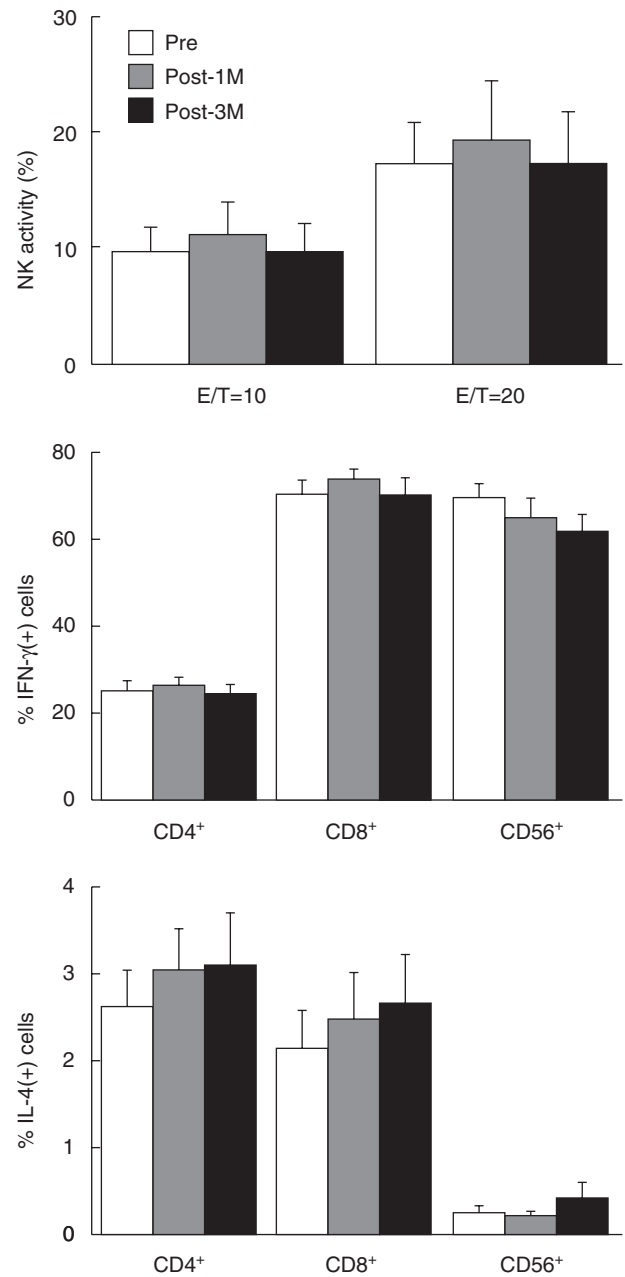 30
Pre
Post-1M
Post-3M
20
NK activity (%)
10
0
E/T=10 E/T=20
80
60
% IFN-γ(+) cells
40
20
0
CD4⁺ CD8⁺ CD56⁺
4
3
% IL-4(+) cells
2
1
0
CD4⁺ CD8⁺ CD56⁺